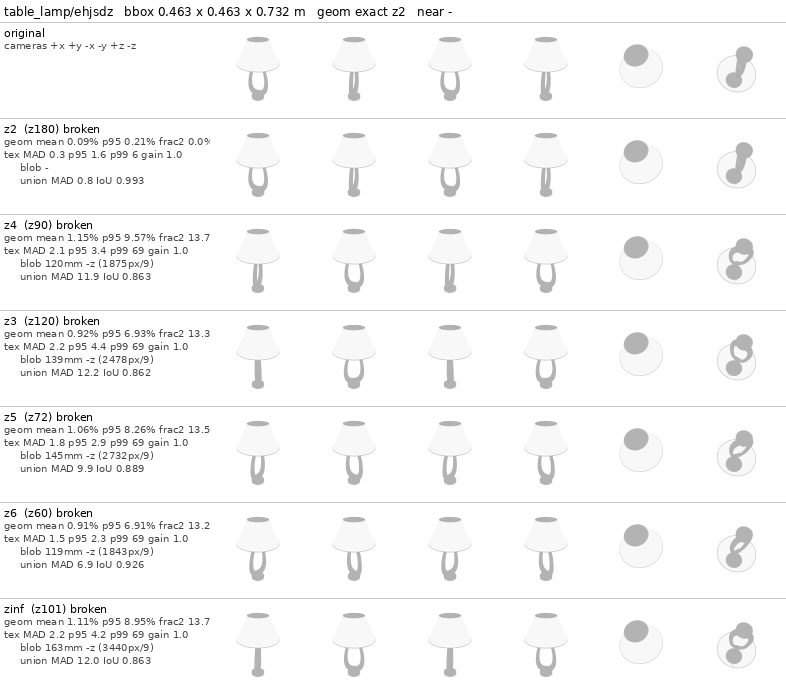 table_lamp/ehjsdz   bbox 0.463 x 0.463 x 0.732 m   geom exact z2   near -
original
cameras +x +y -x -y +z -z
z2  (z180) broken
geom mean 0.09% p95 0.21% frac2 0.0%
tex MAD 0.3 p95 1.6 p99 6 gain 1.0
blob -
union MAD 0.8 IoU 0.993
z4  (z90) broken
geom mean 1.15% p95 9.57% frac2 13.7
tex MAD 2.1 p95 3.4 p99 69 gain 1.0
blob 120mm -z (1875px/9)
union MAD 11.9 IoU 0.863
z3  (z120) broken
geom mean 0.92% p95 6.93% frac2 13.3
tex MAD 2.2 p95 4.4 p99 69 gain 1.0
blob 139mm -z (2478px/9)
union MAD 12.2 IoU 0.862
z5  (z72) broken
geom mean 1.06% p95 8.26% frac2 13.5
tex MAD 1.8 p95 2.9 p99 69 gain 1.0
blob 145mm -z (2732px/9)
union MAD 9.9 IoU 0.889
z6  (z60) broken
geom mean 0.91% p95 6.91% frac2 13.2
tex MAD 1.5 p95 2.3 p99 69 gain 1.0
blob 119mm -z (1843px/9)
union MAD 6.9 IoU 0.926
zinf  (z101) broken
geom mean 1.11% p95 8.95% frac2 13.7
tex MAD 2.2 p95 4.2 p99 69 gain 1.0
blob 163mm -z (3440px/9)
union MAD 12.0 IoU 0.863